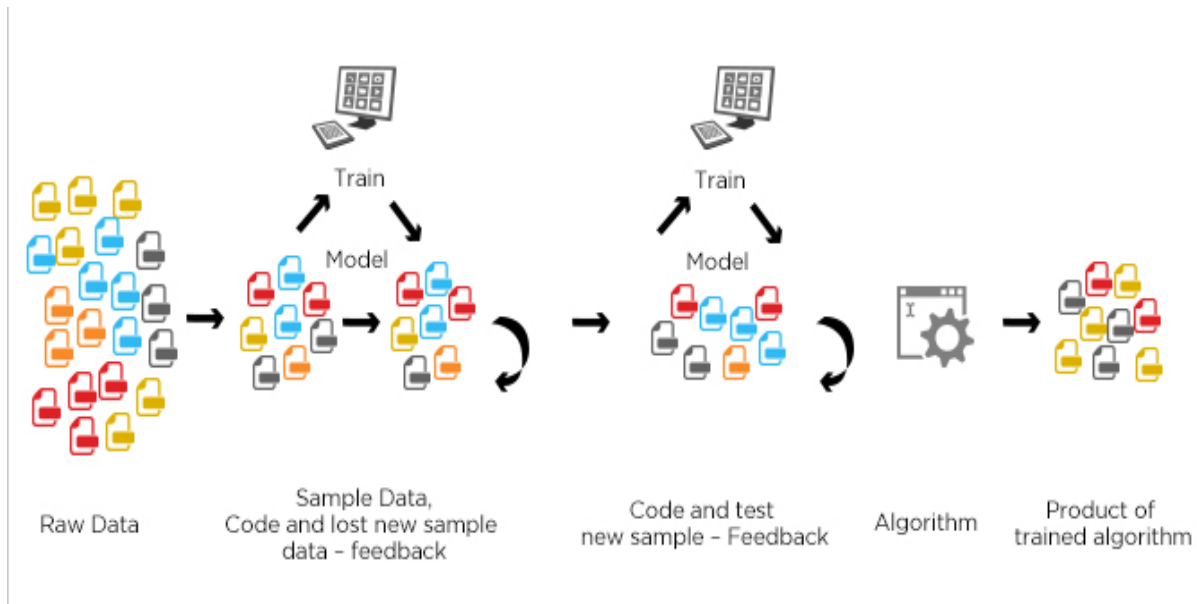 Train
Train
Model
Model
Raw Data
Sample Data,
Code and lost new sample
data – feedback
Code and test
new sample – Feedback
Algorithm
Product of
trained algorithm